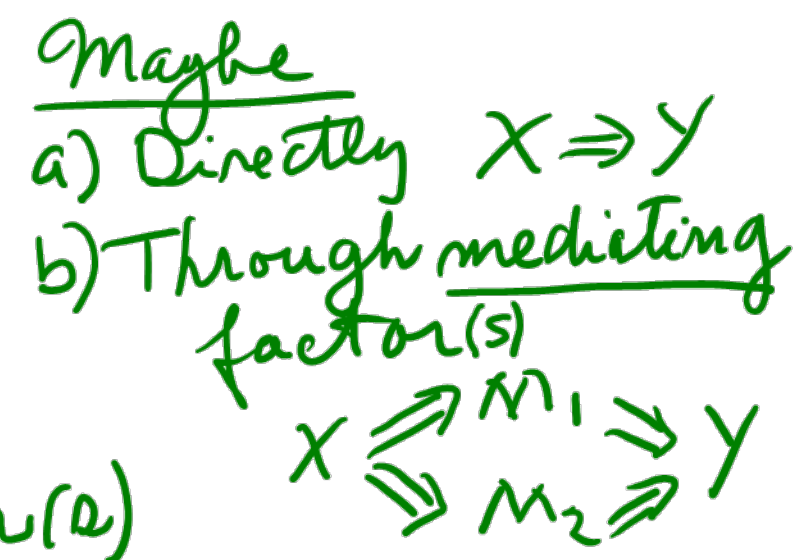 Maybe
a) Directly X ⇒ Y
b) Through mediating
factor(s)
X ⇒ M1 ⇒ Y
⇒ M2 ⇒